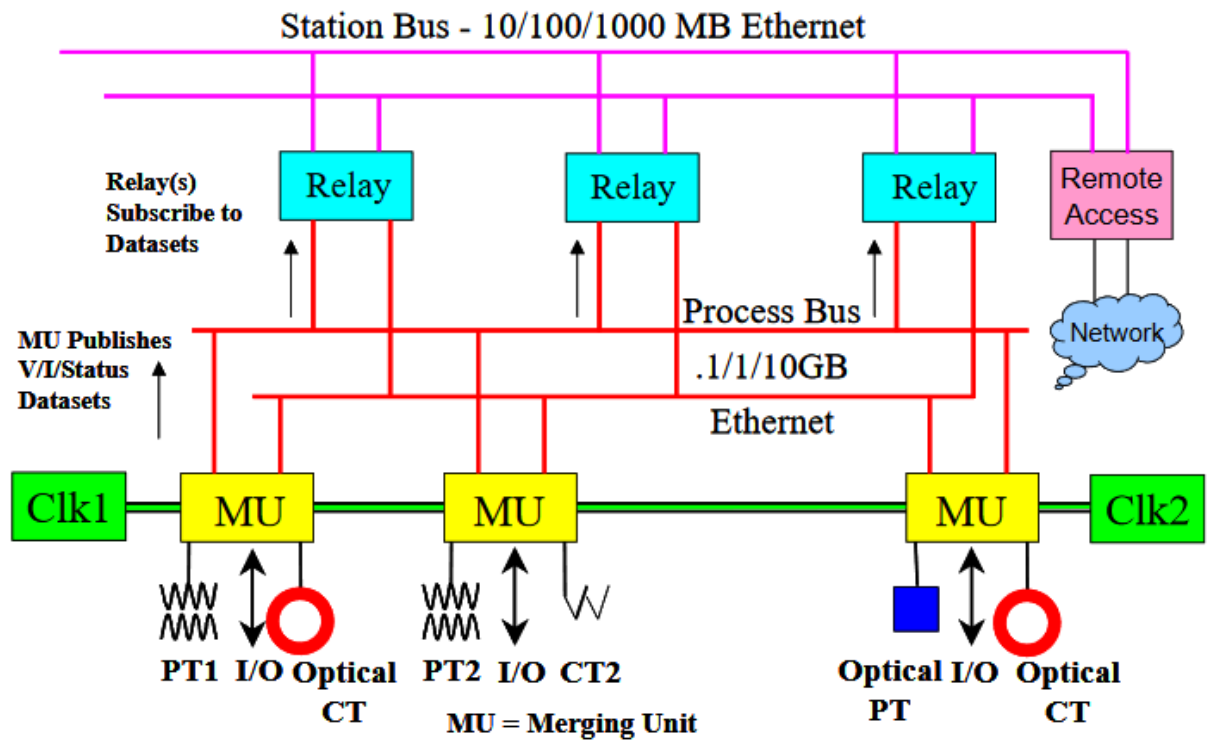 Station Bus - 10/100/1000 MB Ethernet
Relay(s)
Subscribe to
Datasets
Relay
Relay
Relay
Remote
Access
Process Bus
Network
MU Publishes
V/I/Status
Datasets
.1/1/10GB
Ethernet
Clk1
MU
MU
MU
Clk2
PT1
I/O
Optical
CT
PT2
I/O
CT2
Optical
PT
I/O
Optical
CT
MU = Merging Unit